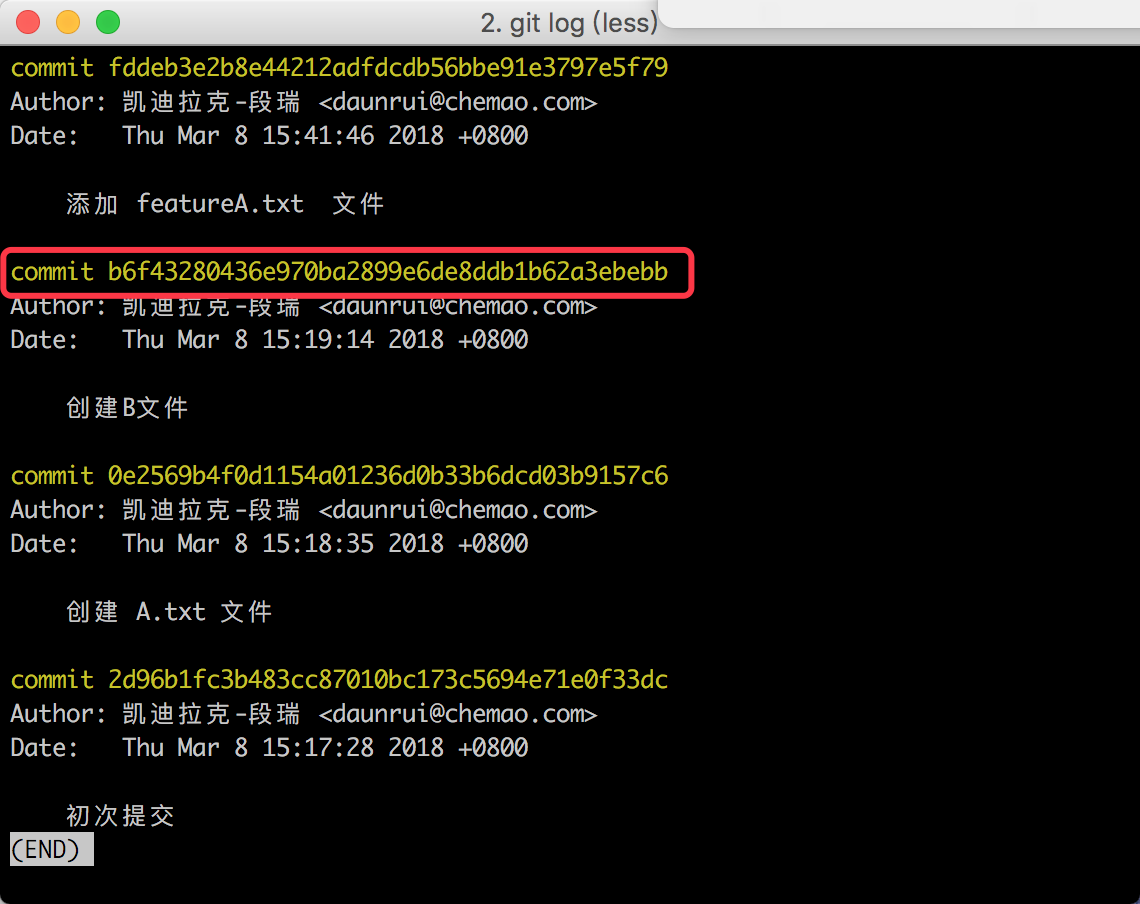 2. git log (less)
commit fddeb3e2b8e44212adfdcdb56bbe91e3797e5f79
Author: 凯迪拉克-段瑞 <daunrui@chemao.com>
Date:   Thu Mar 8 15:41:46 2018 +0800
添加 featureA.txt  文件
commit b6f43280436e970ba2899e6de8ddb1b62a3ebebb
Author: 凯迪拉克-段瑞 <daunrui@chemao.com>
Date:   Thu Mar 8 15:19:14 2018 +0800
创建B文件
commit 0e2569b4f0d1154a01236d0b33b6dcd03b9157c6
Author: 凯迪拉克-段瑞 <daunrui@chemao.com>
Date:   Thu Mar 8 15:18:35 2018 +0800
创建 A.txt 文件
commit 2d96b1fc3b483cc87010bc173c5694e71e0f33dc
Author: 凯迪拉克-段瑞 <daunrui@chemao.com>
Date:   Thu Mar 8 15:17:28 2018 +0800
初次提交
(END)